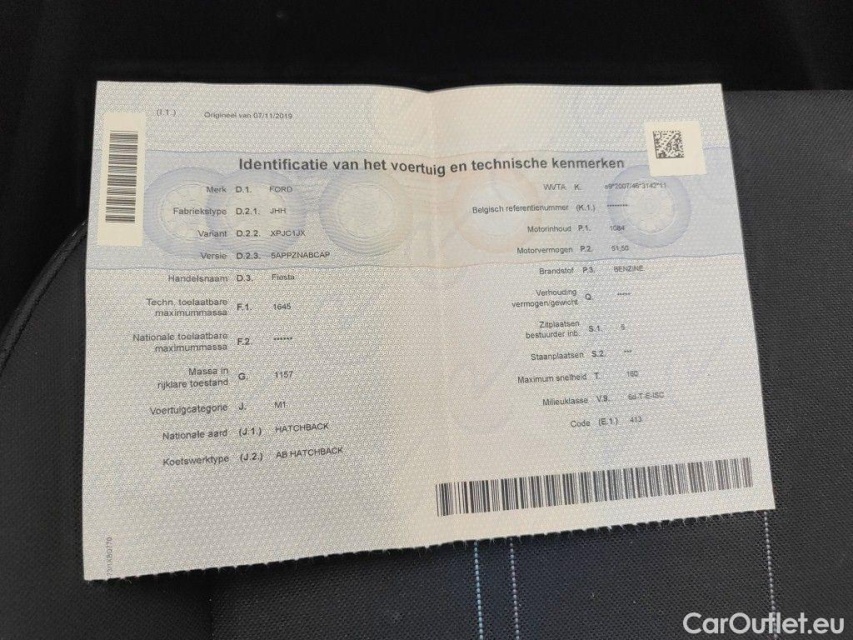 (I.1.) Origineel van 07/11/2019
Identificatie van het voertuig en technische kenmerken
Merk D.1. FORD
Fabriekstype D.2.1. JHH
Variant D.2.2. XPJC1JX
Versie D.2.3. 5APPZNABCAP
Handelsnaam D.3. Fiesta
Techn. toelaatbare
maximummassa F.1. 1645
Nationale toelaatbare
maximummassa F.2. ******
Massa in
rijklare toestand G. 1157
Voertuigcategorie J. M1
Nationale aard (J.1.) HATCHBACK
Koetswerktype (J.2.) AB HATCHBACK
WVTA K.
Belgisch referentienummer (K.1.) ********
Motorinhoud P.1. 1084
Motorvermogen P.2. 51,50
Brandstof P.3. BENZINE
Verhouding
vermogen/gewicht Q. *****
Zitplaatsen
bestuurder inb. S.1. 5
Staanplaatsen S.2. ***
Maximum snelheid T. 160
Milieuklasse V.9.
Code (E.1.) 413
CarOutlet.eu